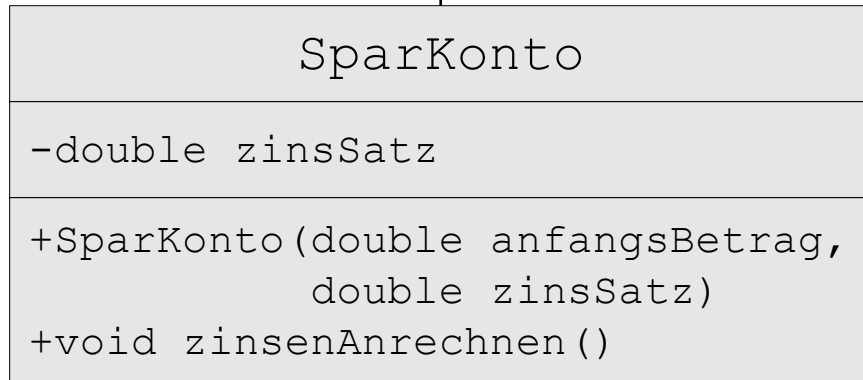 SparKonto
-double zinsSatz
+SparKonto(double anfangsBetrag,
double zinsSatz)
+void zinsenAnrechnen()